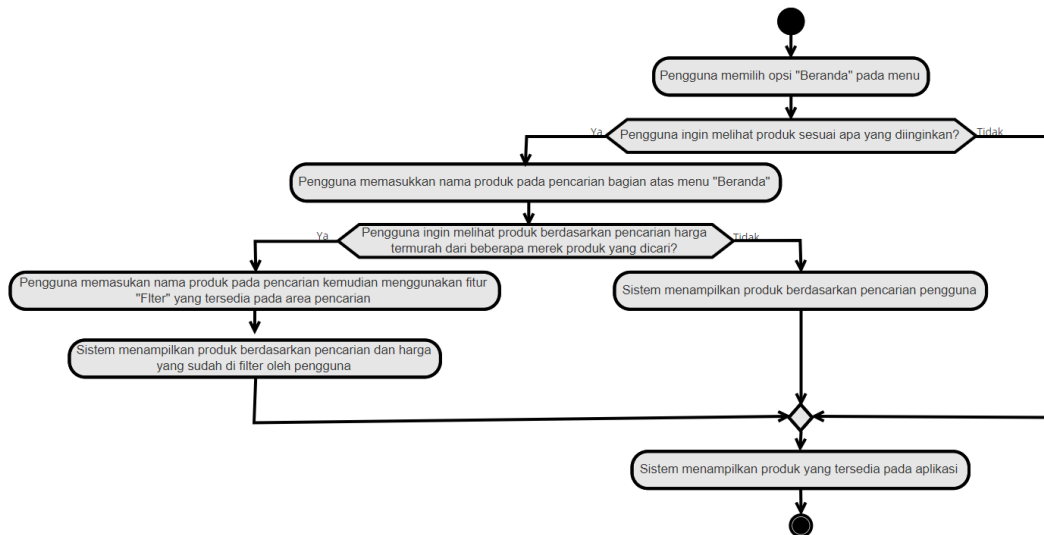 Pengguna memilih opsi "Beranda" pada menu
Ya
Pengguna ingin melihat produk sesuai apa yang diinginkan?
Tidak
Pengguna memasukkan nama produk pada pencarian bagian atas menu "Beranda"
Ya
Pengguna ingin melihat produk berdasarkan pencarian harga
termurah dari beberapa merek produk yang dicari?
Tidak
Pengguna memasukan nama produk pada pencarian kemudian menggunakan fitur
"FIter" yang tersedia pada area pencarian
Sistem menampilkan produk berdasarkan pencarian pengguna
Sistem menampilkan produk berdasarkan pencarian dan harga
yang sudah di filter oleh pengguna
Sistem menampilkan produk yang tersedia pada aplikasi